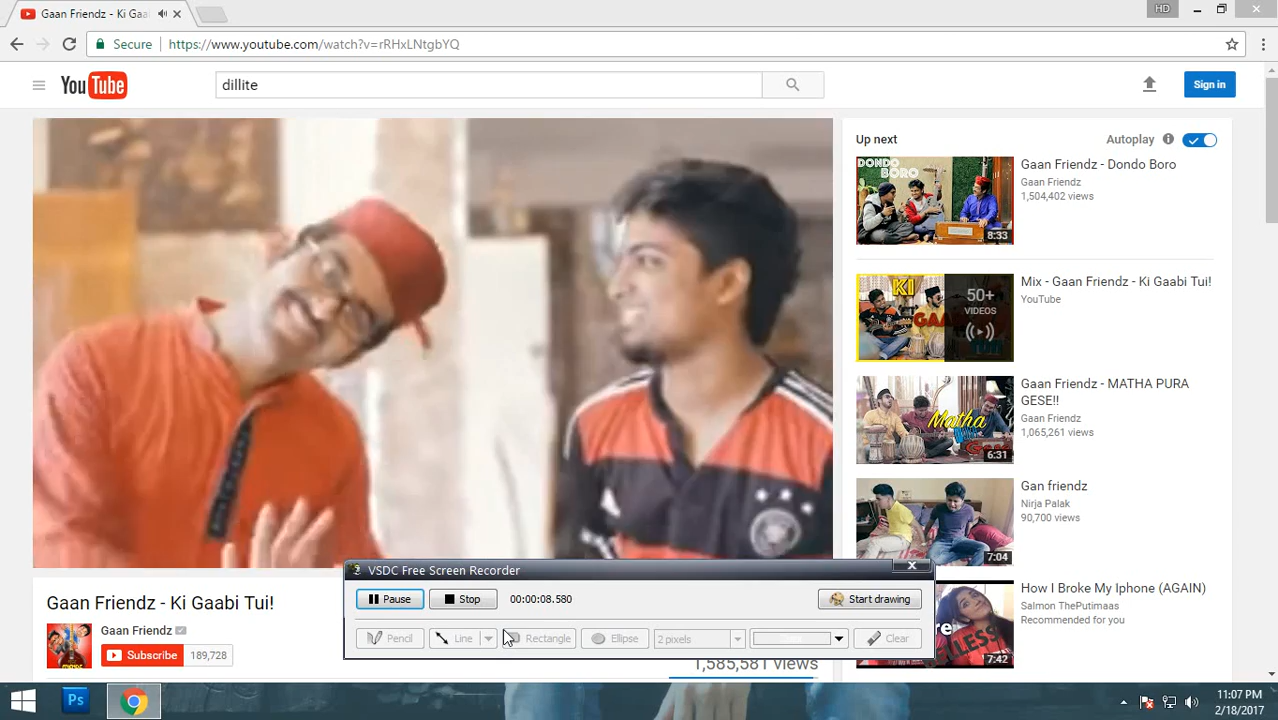 Gaan Friendz - Ki Gaa
HD
Secure
https://www.youtube.com/watch?v=rRHxLNtgbYQ
YouTube
dillite
Sign in
Up next
Autoplay
DONDO BORO
8:33
Gaan Friendz - Dondo Boro
Gaan Friendz
1,504,402 views
KI
50+
VIDEOS
Mix - Gaan Friendz - Ki Gaabi Tui!
YouTube
Matha
6:31
Gaan Friendz - MATHA PURA
GESE!!
Gaan Friendz
1,065,261 views
7:04
Gan friendz
Nirja Palak
90,700 views
7:42
How I Broke My Iphone (AGAIN)
Salmon ThePutimaas
Recommended for you
VSDC Free Screen Recorder
Pause
Stop
00:00:08.580
Start drawing
Pencil
Line
Rectangle
Ellipse
2 pixels
Clear
Gaan Friendz - Ki Gaabi Tui!
Gaan Friendz
Subscribe
189,728
1,585,581 views
Ps
11:07 PM
2/18/2017